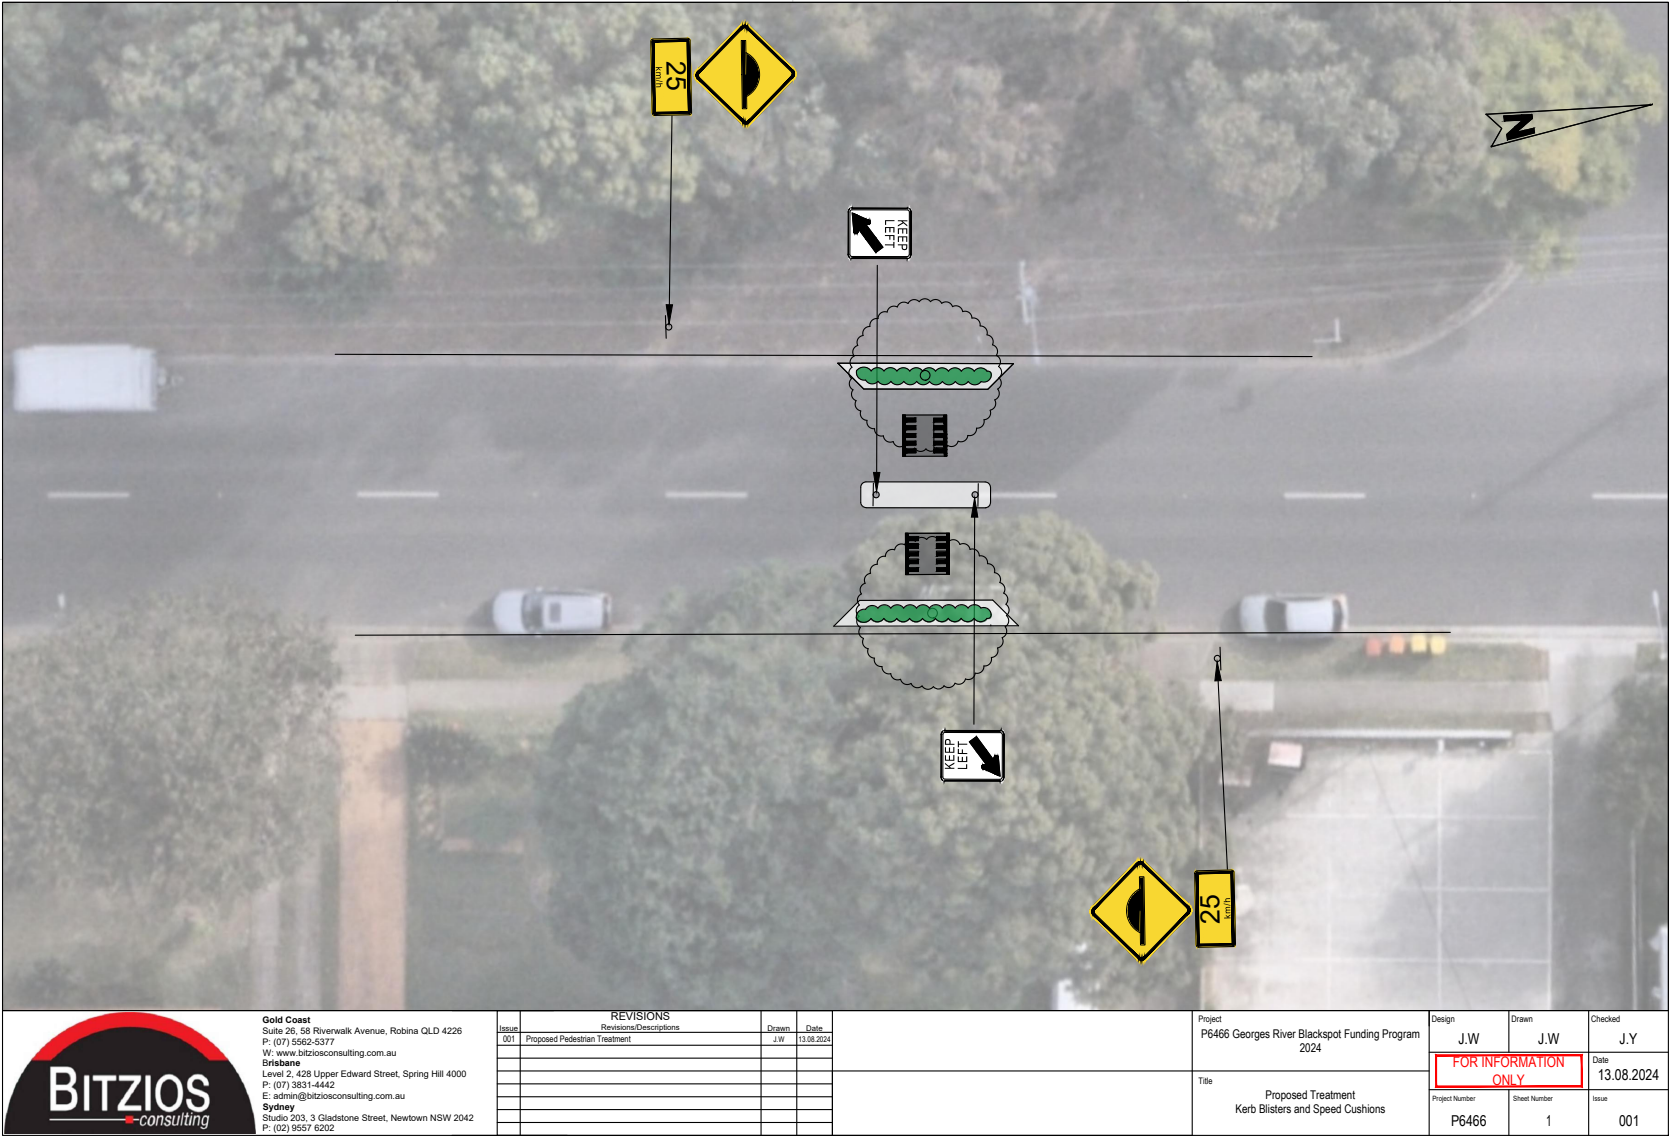 25
km/h
KEEP
LEFT
N
KEEP
LEFT
25
km/h
BITZIOS
consulting
Gold Coast
Suite 26, 58 Riverwalk Avenue, Robina QLD 4226
P: (07) 5562-5377
W: www.bitziosconsulting.com.au
Brisbane
Level 2, 428 Upper Edward Street, Spring Hill 4000
P: (07) 3831-4442
E: admin@bitziosconsulting.com.au
Sydney
Studio 203, 3 Gladstone Street, Newtown NSW 2042
P: (02) 9557 6202
REVISIONS
Issue Revisions/Descriptions Drawn Date
001 Proposed Pedestrian Treatment J.W 13.08.2024
Project
P6466 Georges River Blackspot Funding Program
2024
Title
Proposed Treatment
Kerb Blisters and Speed Cushions
Design Drawn Checked
J.W J.W J.Y
FOR INFORMATION
ONLY
Date
13.08.2024
Project Number Sheet Number Issue
P6466 1 001